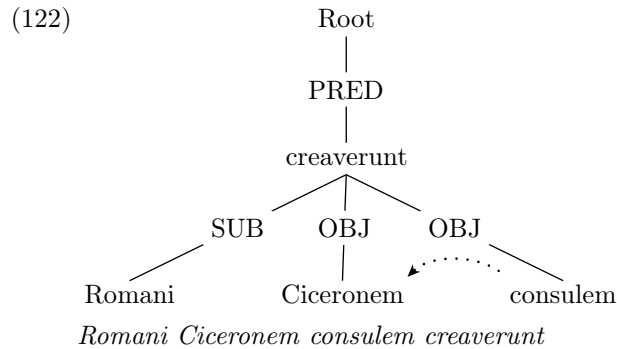 (122) Root
PRED
creaverunt
SUB OBJ OBJ
Romani Ciceronem consulem
Romani Ciceronem consulem creaverunt